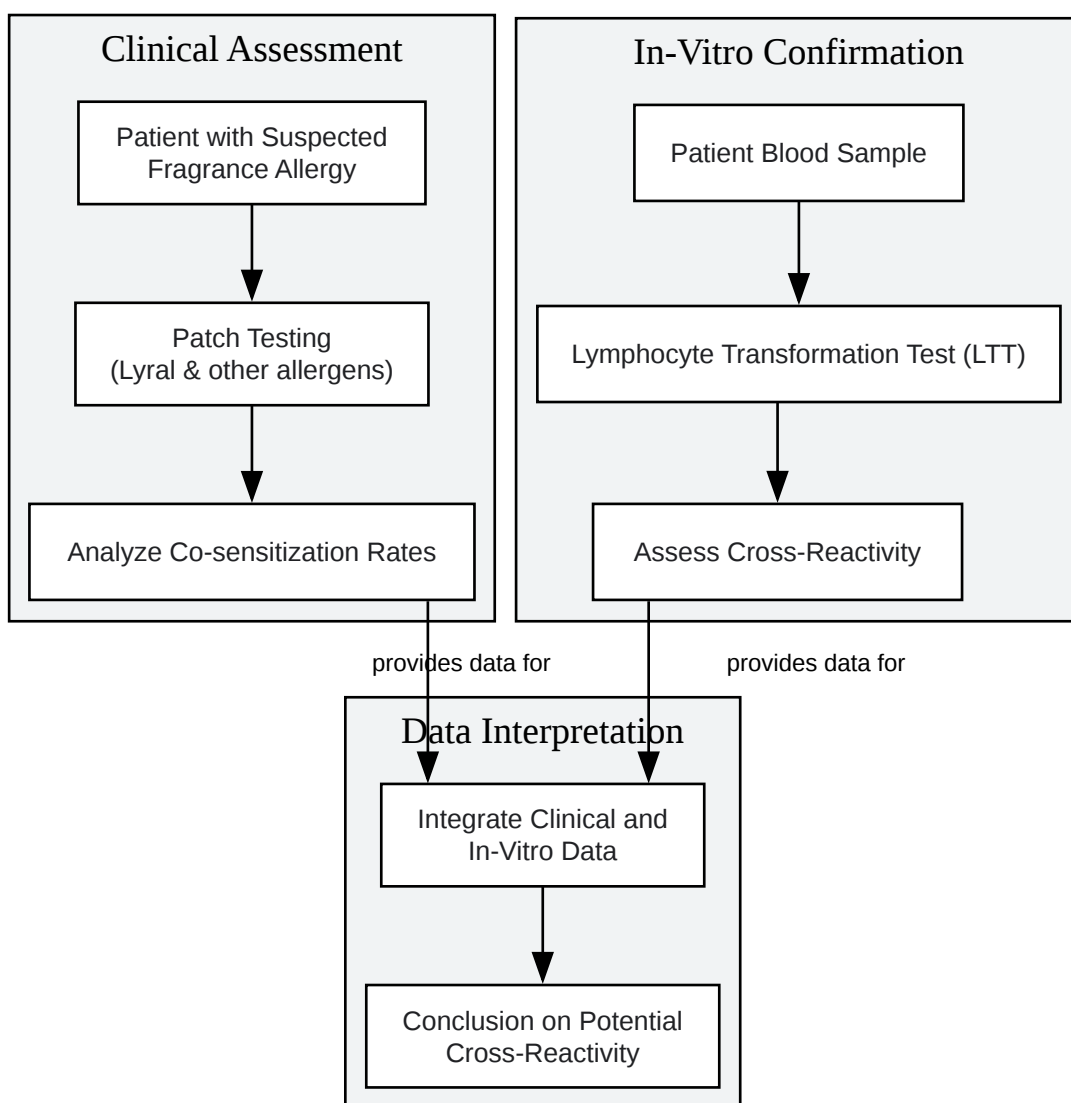 Clinical Assessment
Patient with Suspected
Fragrance Allergy
Patch Testing
(Lyral & other allergens)
Analyze Co-sensitization Rates
In-Vitro Confirmation
Patient Blood Sample
Lymphocyte Transformation Test (LTT)
Assess Cross-Reactivity
provides data for
provides data for
Data Interpretation
Integrate Clinical and
In-Vitro Data
Conclusion on Potential
Cross-Reactivity